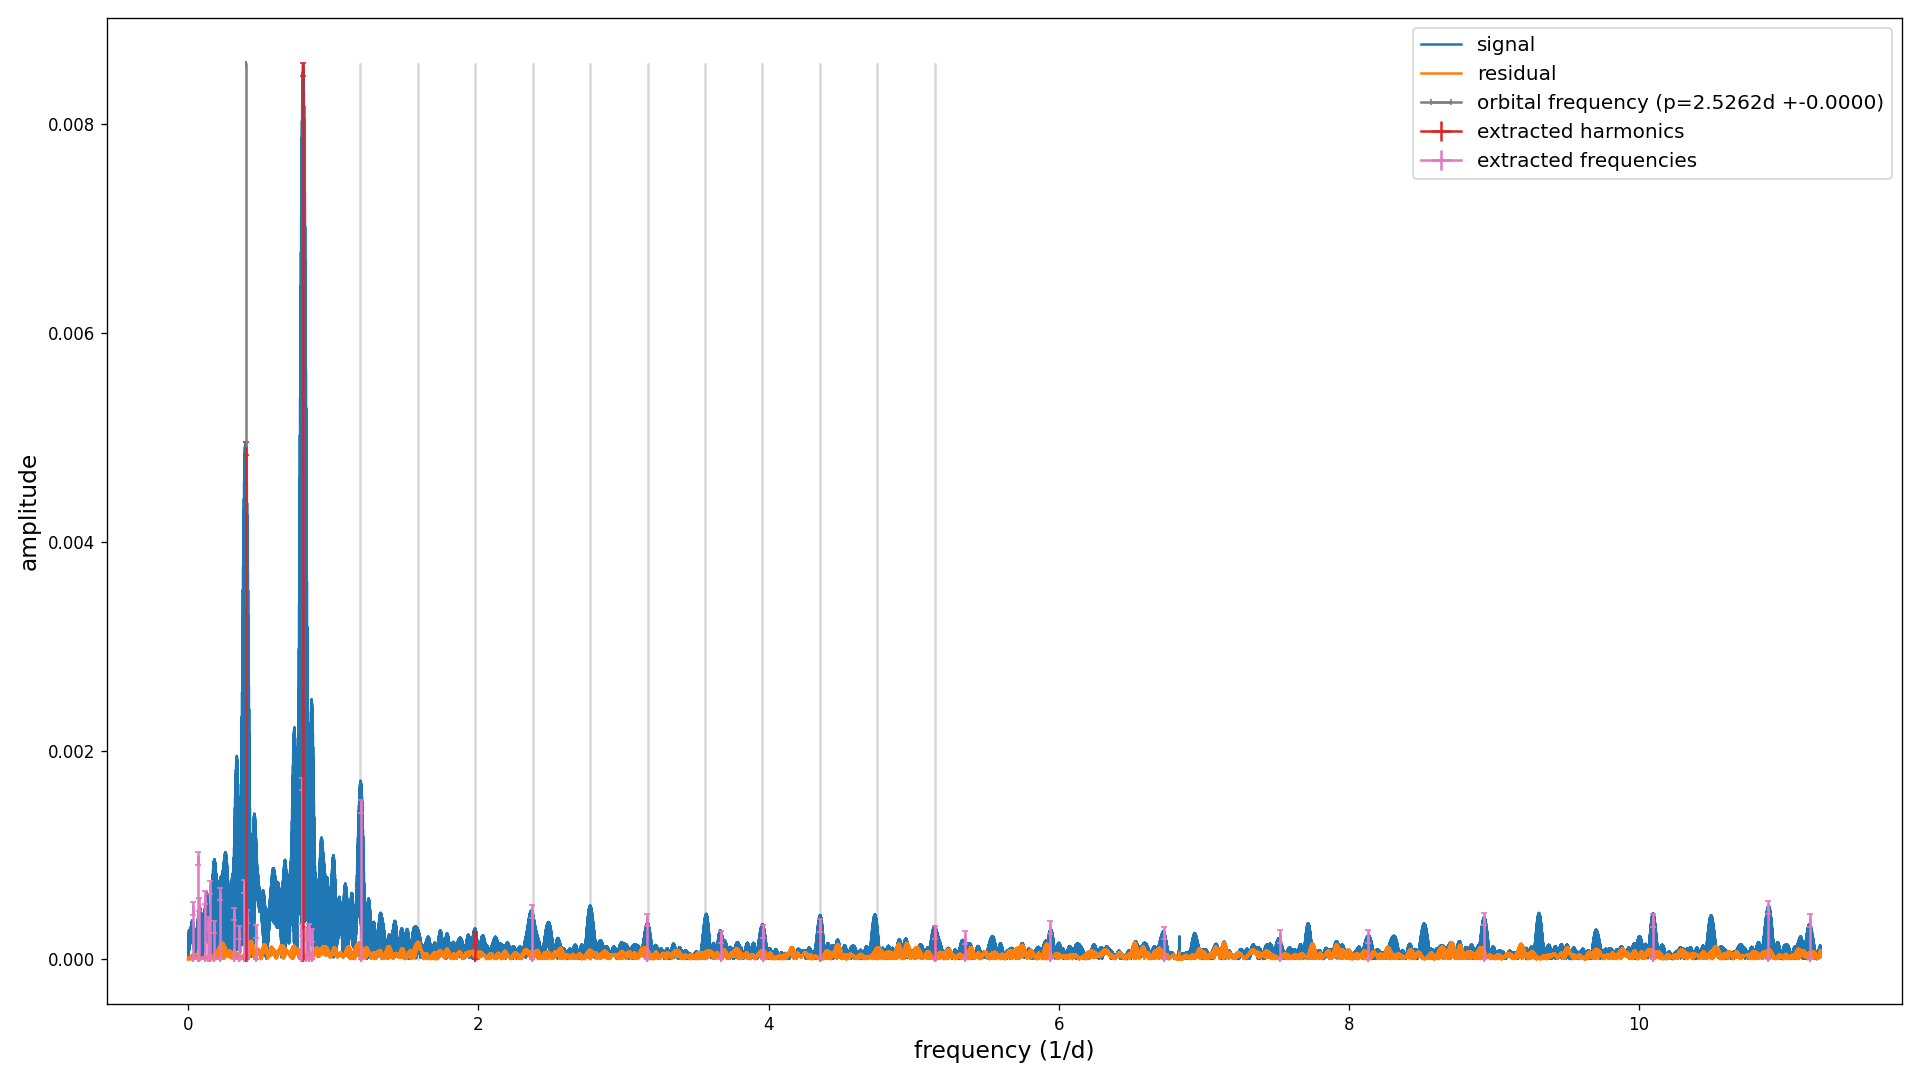 signal
residual
orbital frequency (p=2.5262d +-0.0000)
extracted harmonics
extracted frequencies
amplitude
0.008
0.006
0.004
0.002
0.000
0 2 4 6 8 10
frequency (1/d)